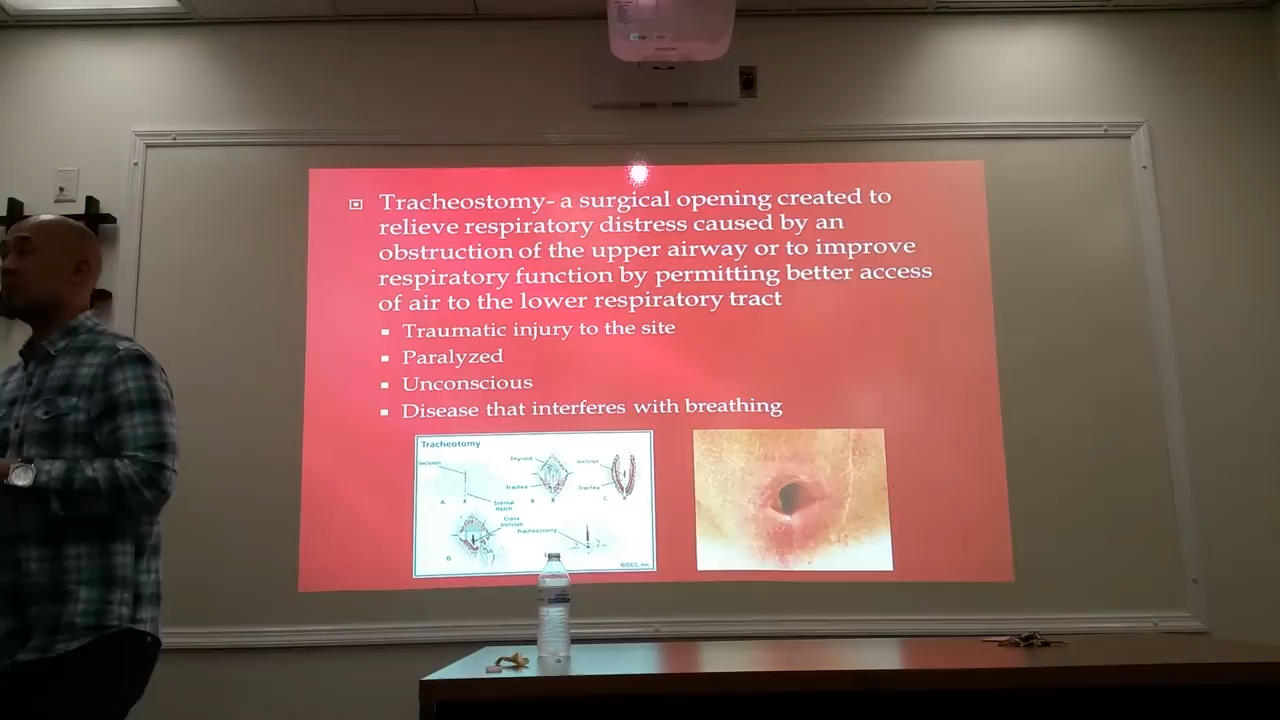 EPSON
Tracheostomy- a surgical opening created to
relieve respiratory distress caused by an
obstruction of the upper airway or to improve
respiratory function by permitting better access
of air to the lower respiratory tract
Traumatic injury to the site
Paralyzed
Unconscious
Disease that interferes with breathing
Tracheotomy
Incision
Sternal
Notch
A
Thyroid
Trachea
B
Incision
Trachea
C
Cross
Incision
D
Tracheostomy